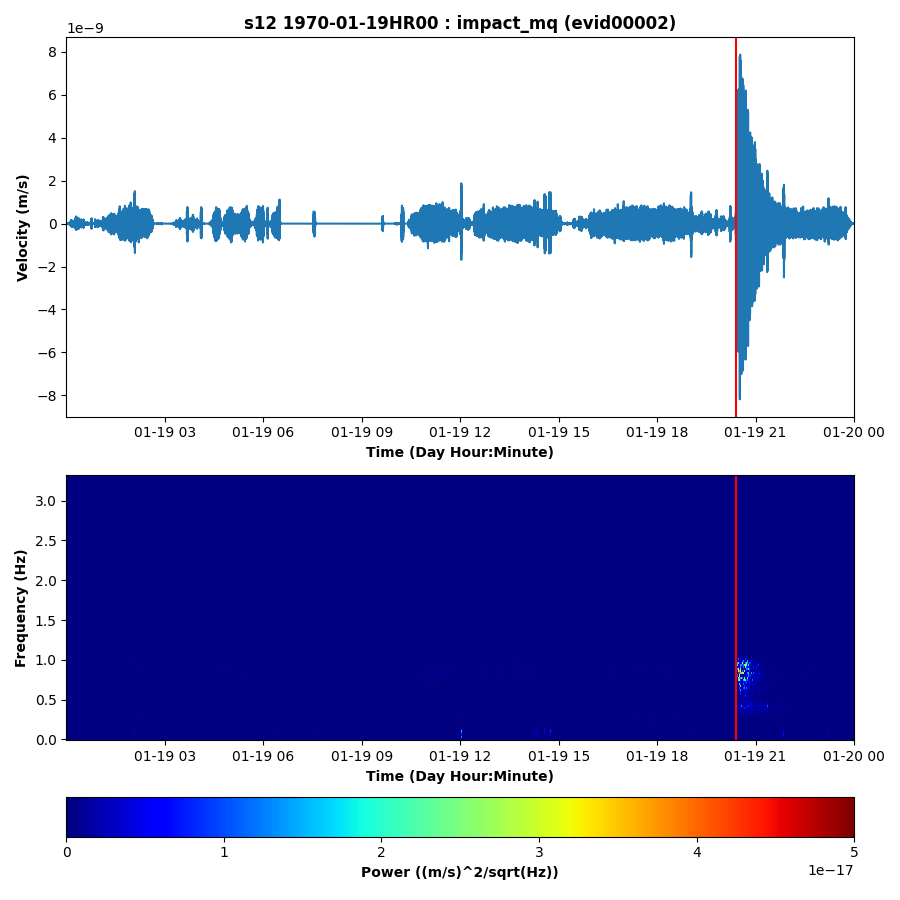 s12 1970-01-19HR00 : impact_mq (evid00002)
1e−9
8
6
4
2
0
−2
−4
−6
−8
Velocity (m/s)
01-19 03 01-19 06 01-19 09 01-19 12 01-19 15 01-19 18 01-19 21 01-20 00
Time (Day Hour:Minute)
3.0
2.5
2.0
1.5
1.0
0.5
0.0
Frequency (Hz)
01-19 03 01-19 06 01-19 09 01-19 12 01-19 15 01-19 18 01-19 21 01-20 00
Time (Day Hour:Minute)
0 1 2 3 4 5
1e−17
Power ((m/s)^2/sqrt(Hz))